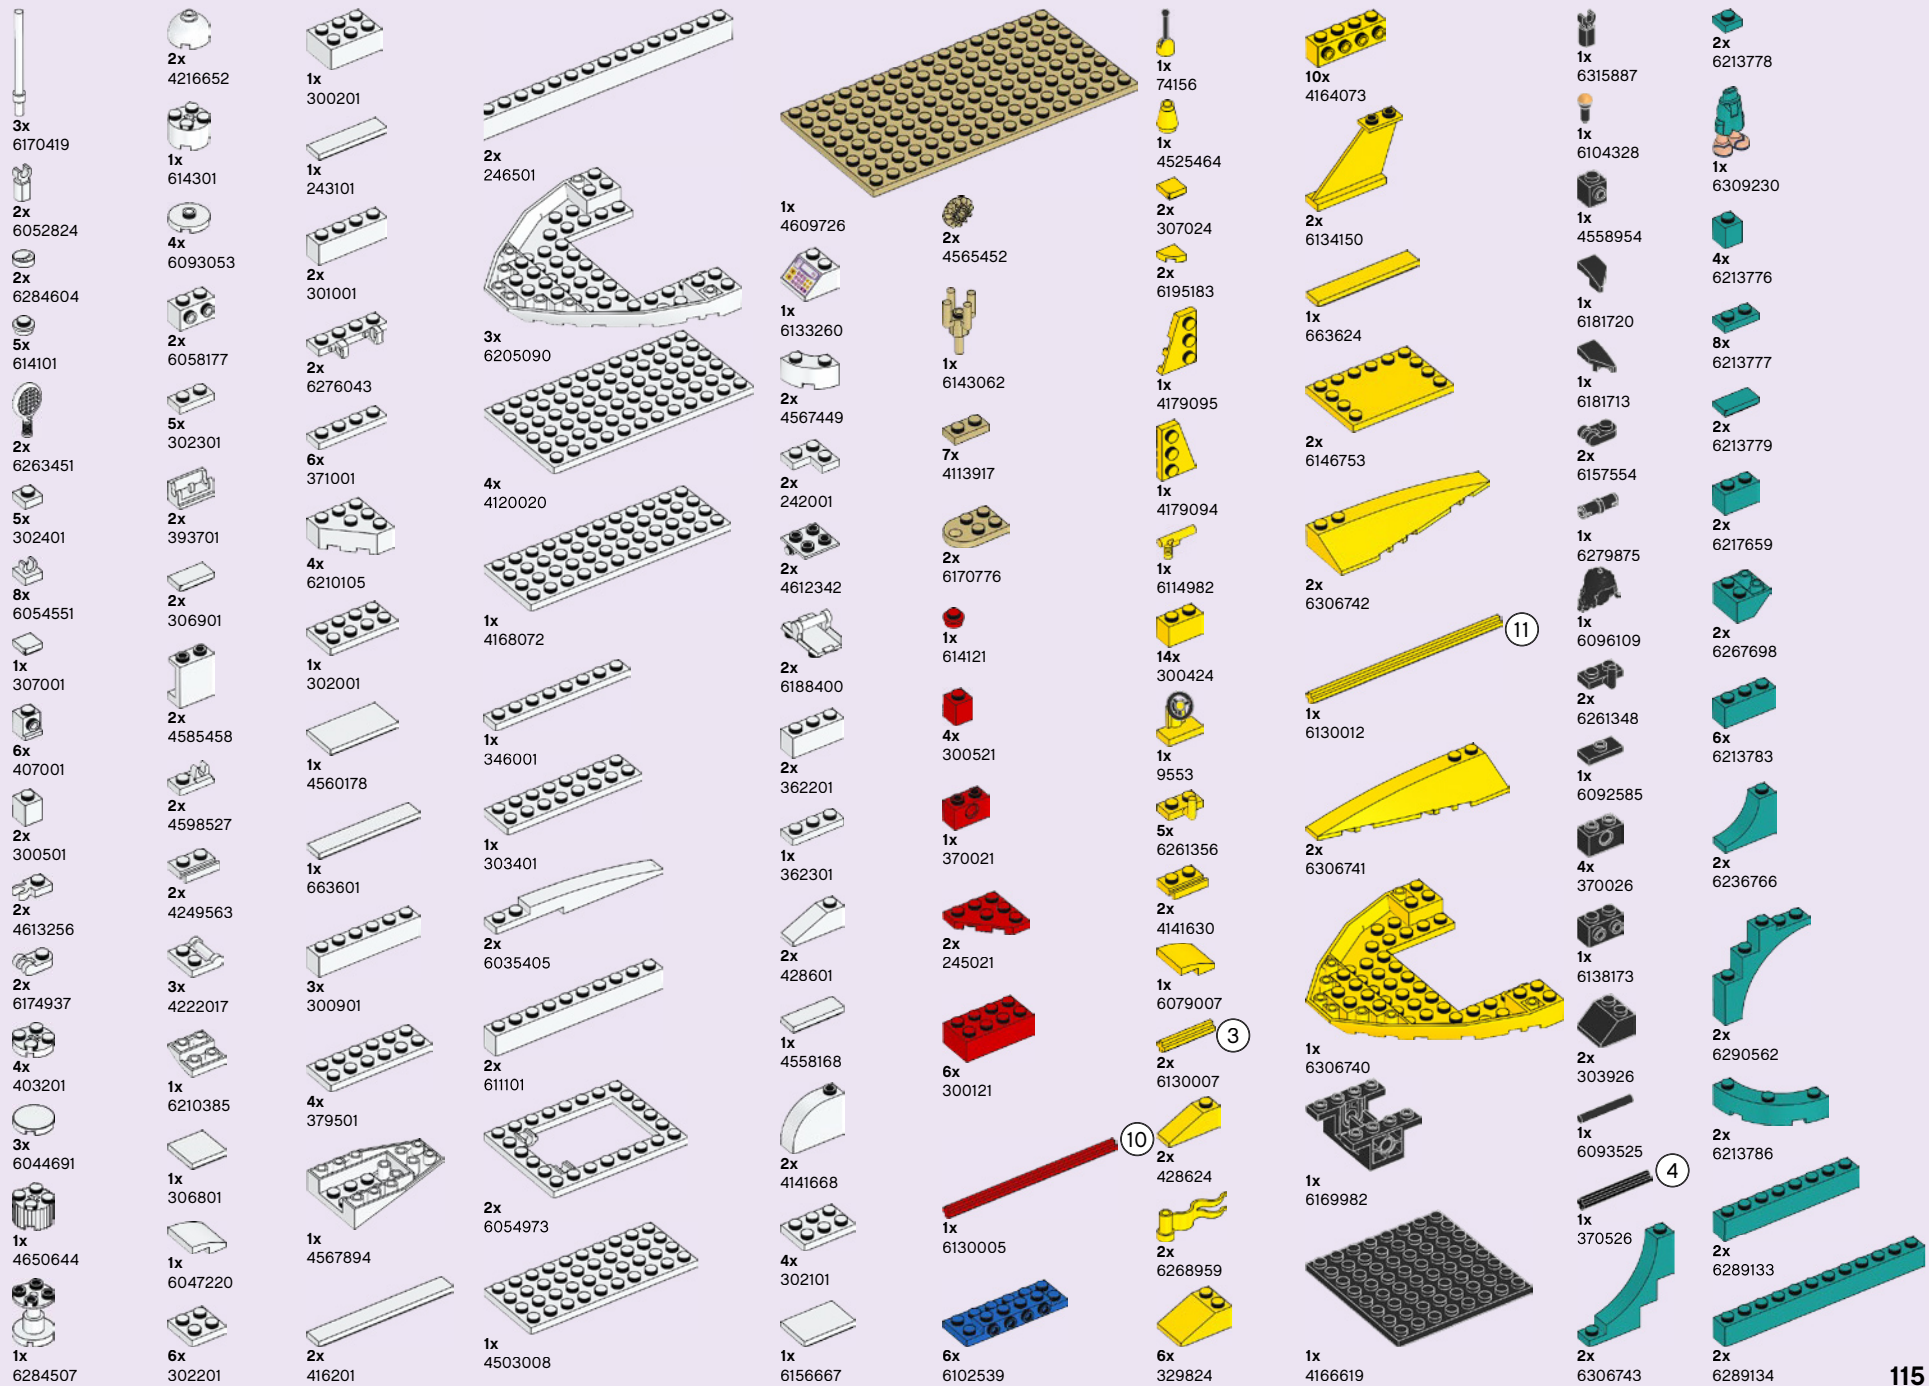 3x
6170419
2x
6052824
2x
6284604
5x
614101
2x
6263451
5x
302401
8x
6054551
1x
307001
6x
407001
2x
300501
2x
4613256
2x
6174937
4x
403201
3x
6044691
1x
4650644
1x
6284507
2x
4216652
1x
614301
4x
6093053
2x
6058177
5x
302301
2x
393701
2x
306901
2x
4585458
2x
4598527
2x
4249563
3x
4222017
1x
6210385
1x
306801
1x
6047220
6x
302201
1x
300201
1x
243101
2x
301001
2x
6276043
6x
371001
4x
6210105
1x
302001
1x
4560178
1x
663601
3x
300901
4x
379501
1x
4567894
2x
416201
2x
246501
3x
6205090
4x
4120020
1x
4168072
1x
346001
1x
303401
2x
6035405
2x
611101
2x
6054973
1x
4503008
1x
4609726
1x
6133260
2x
4567449
2x
242001
2x
4612342
2x
6188400
2x
362201
1x
362301
2x
428601
1x
4558168
2x
4141668
4x
302101
1x
6156667
2x
4565452
1x
6143062
7x
4113917
2x
6170776
1x
614121
4x
300521
1x
370021
2x
245021
6x
300121
10
1x
6130005
6x
6102539
1x
74156
1x
4525464
2x
307024
2x
6195183
1x
4179095
1x
4179094
1x
6114982
14x
300424
1x
9553
5x
6261356
2x
4141630
1x
6079007
3
2x
6130007
2x
428624
2x
6268959
6x
329824
10x
4164073
2x
6134150
1x
663624
2x
6146753
2x
6306742
11
1x
6130012
2x
6306741
1x
6306740
1x
6169982
1x
4166619
1x
6315887
1x
6104328
1x
4558954
1x
6181720
1x
6181713
2x
6157554
1x
6279875
1x
6096109
2x
6261348
1x
6092585
4x
370026
1x
6138173
2x
303926
1x
6093525
4
1x
370526
2x
6306743
2x
6213778
1x
6309230
4x
6213776
8x
6213777
2x
6213779
2x
6217659
2x
6267698
6x
6213783
2x
6236766
2x
6290562
2x
6213786
2x
6289133
2x
6289134
115